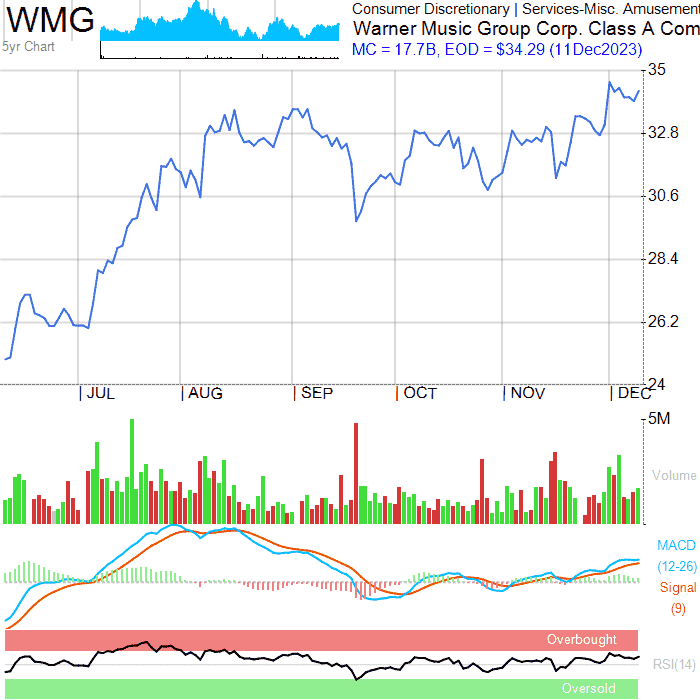 WMG
5yr Chart
Consumer Discretionary | Services-Misc. Amusement
Warner Music Group Corp. Class A Com
MC = 17.7B, EOD = $34.29 (11Dec2023)
35
32.8
30.6
28.4
26.2
24
JUL
AUG
SEP
OCT
NOV
DEC
5M
Volume
MACD
(12-26)
Signal
(9)
Overbought
RSI(14)
Oversold